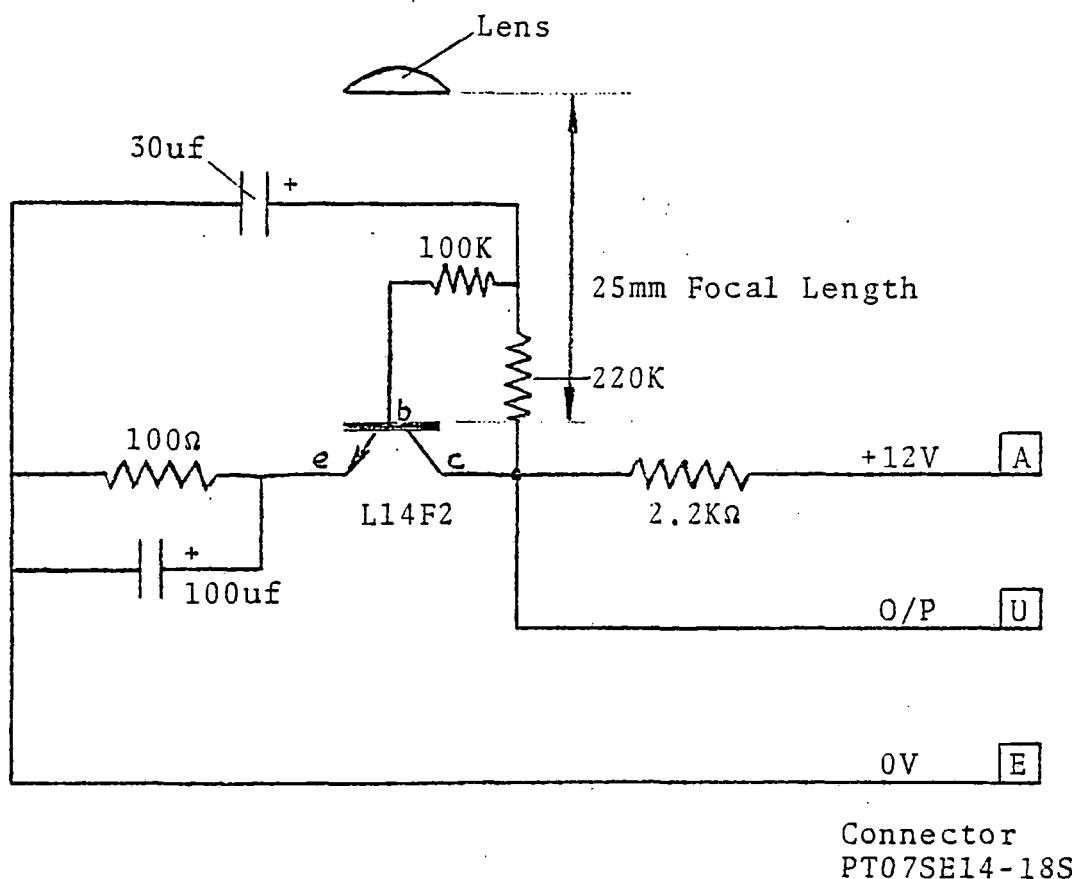 Lens
30uf
+
100K
25mm Focal Length
220K
b
100Ω
e
c
+12V
A
L14F2
2.2KΩ
+
100uf
O/P
U
0V
E
Connector
PT07SE14-18S